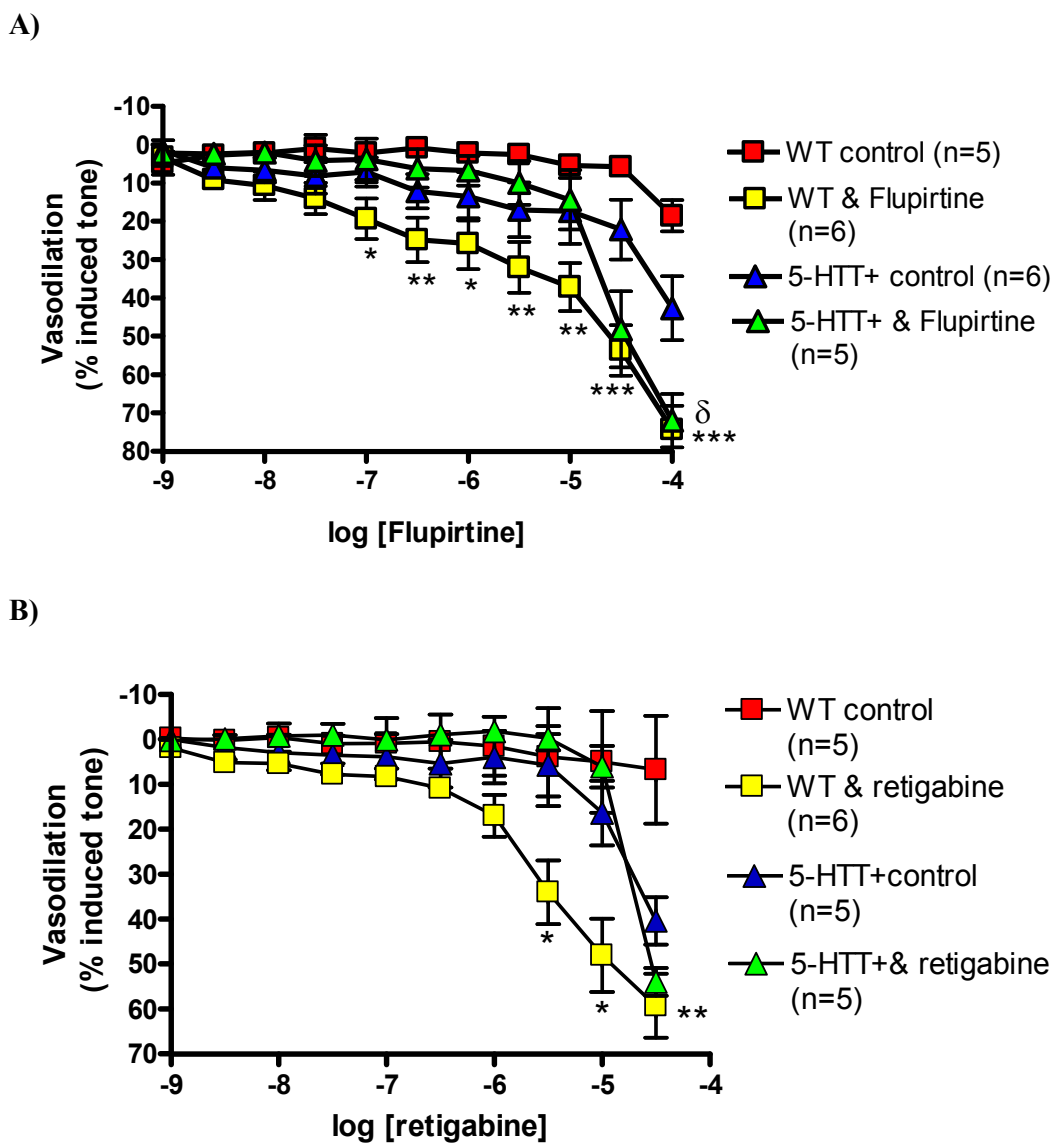 A)
-10
0
10
20
30
40
50
60
70
80
Vasodilation
(% induced tone)
*
**
*
**
**
***
δ
***
-9
-8
-7
-6
-5
-4
log [Flupirtine]
WT control (n=5)
WT & Flupirtine
(n=6)
5-HTT+ control (n=6)
5-HTT+ & Flupirtine
(n=5)
B)
-10
0
10
20
30
40
50
60
70
Vasodilation
(% induced tone)
*
*
**
-9
-8
-7
-6
-5
-4
log [retigabine]
WT control
(n=5)
WT & retigabine
(n=6)
5-HTT+control
(n=5)
5-HTT+& retigabine
(n=5)